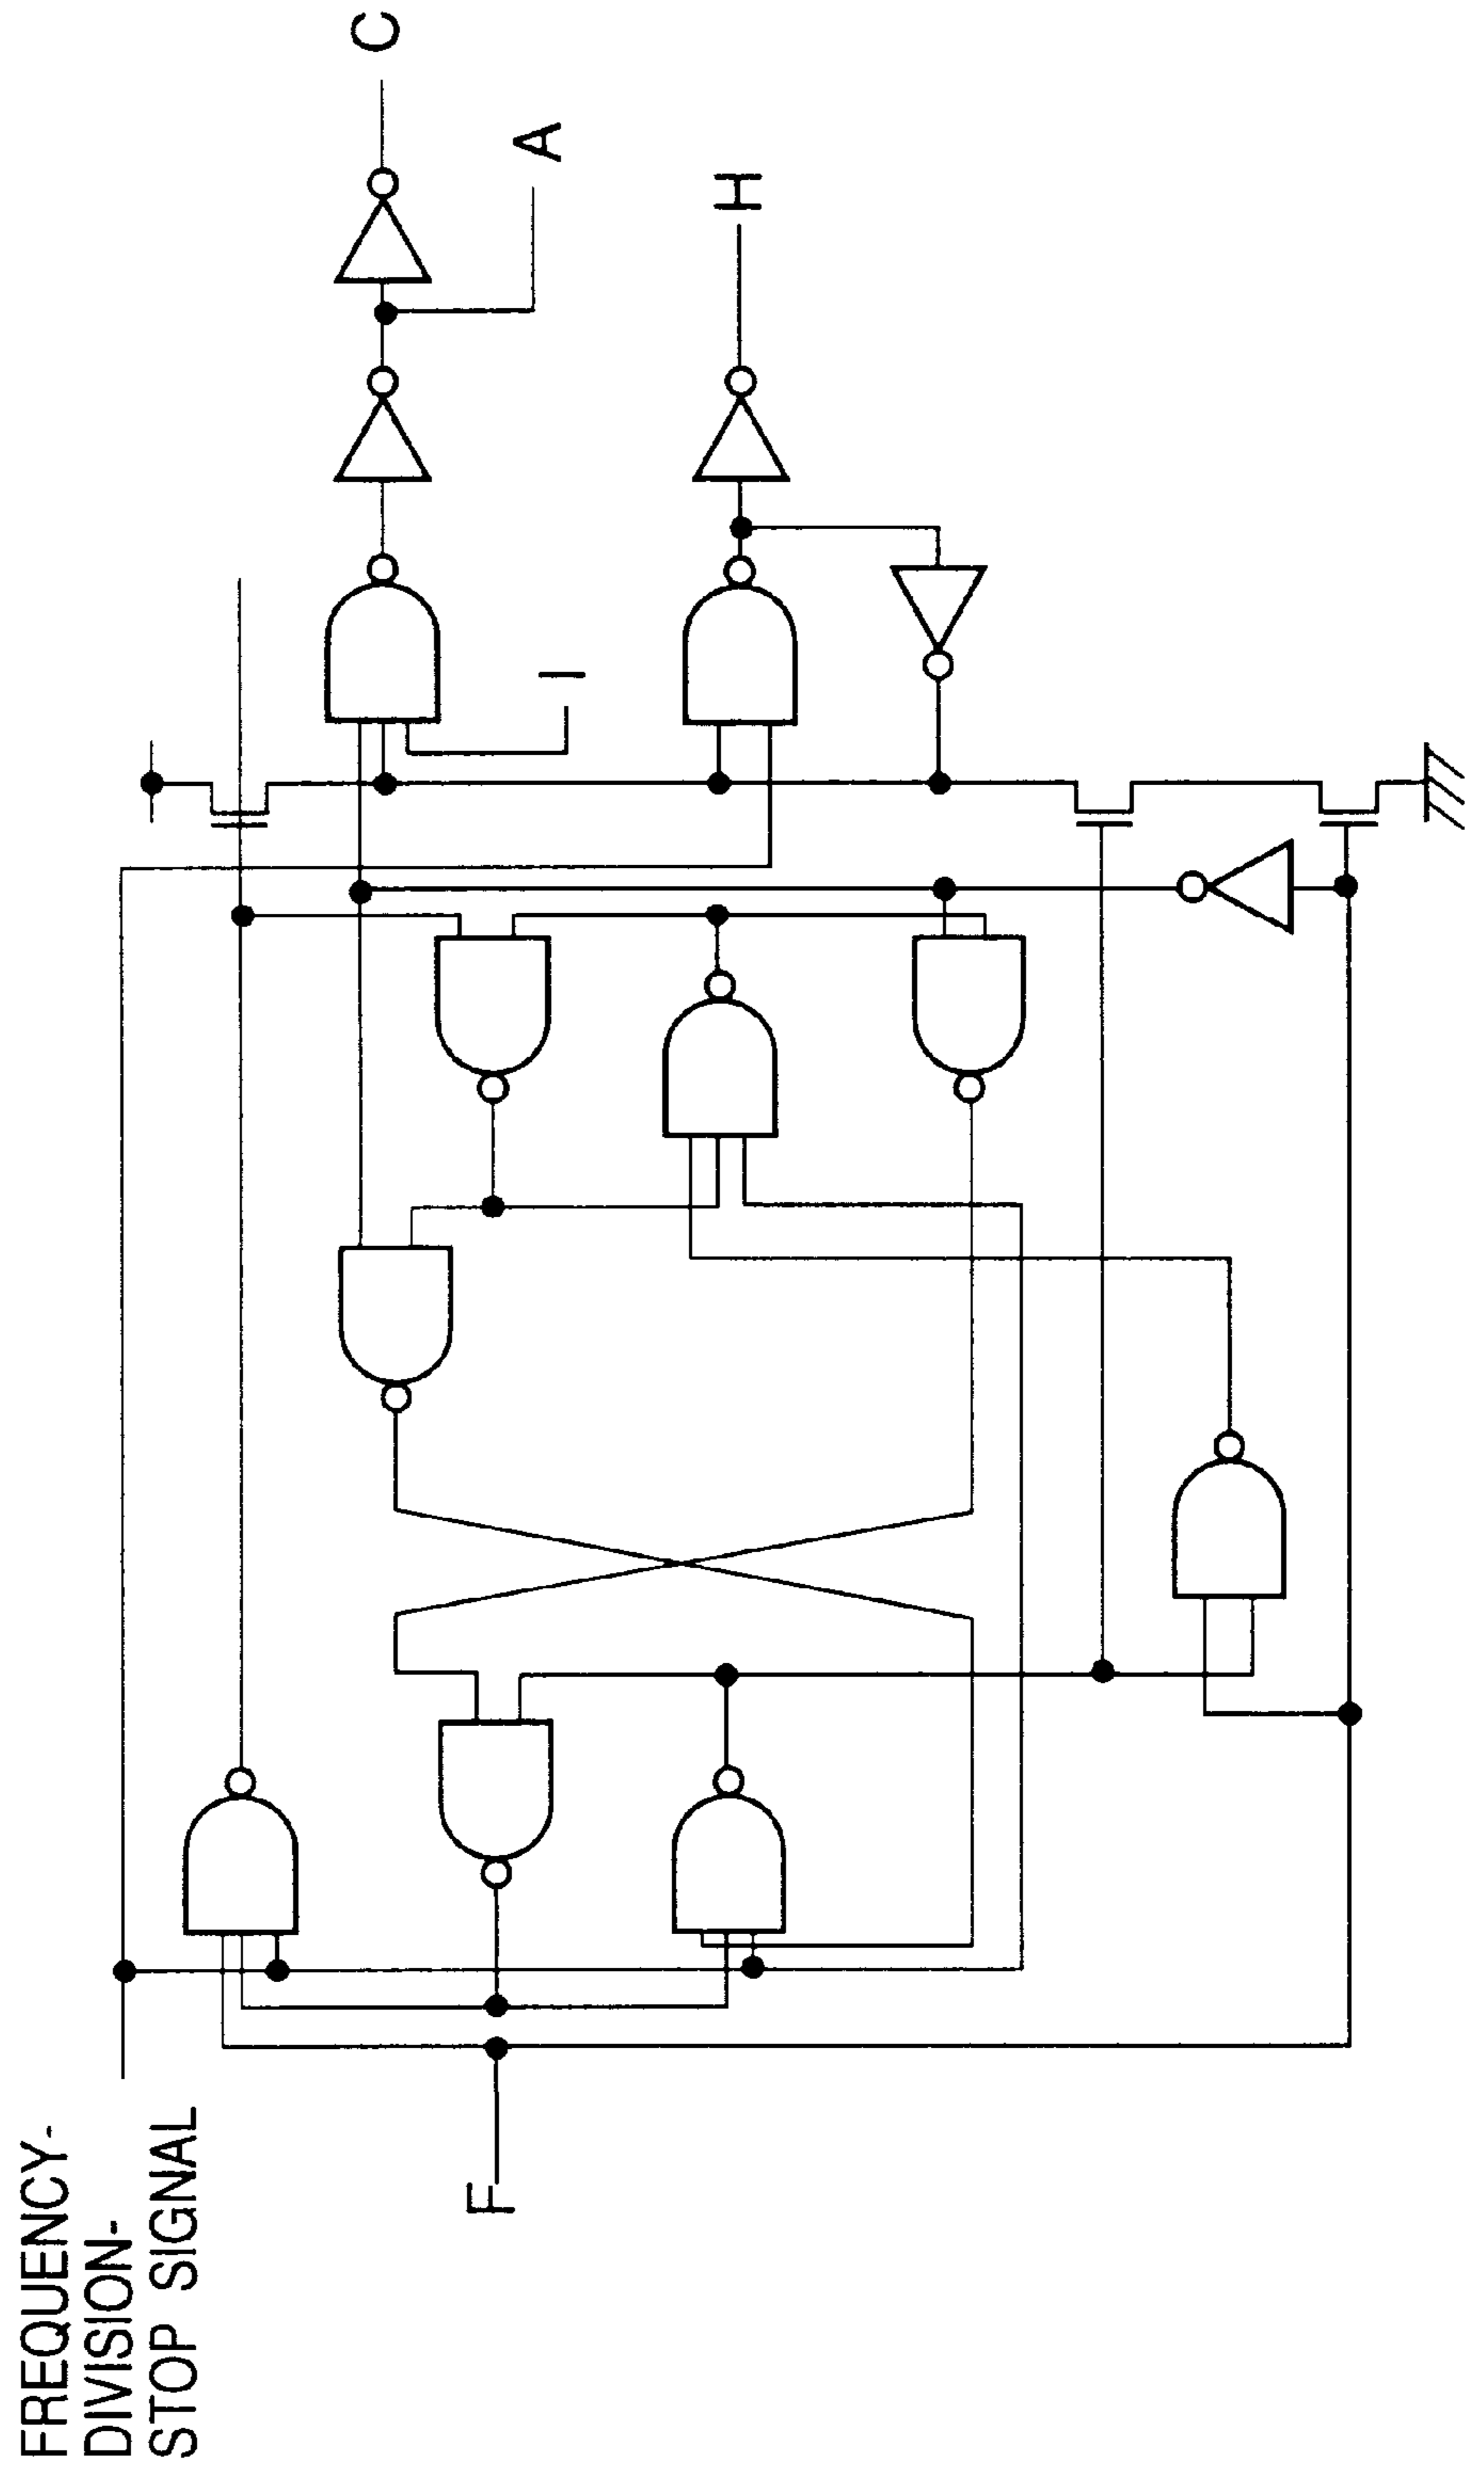 FREQUENCY-
DIVISION-
STOP SIGNAL
F
I
A
C
H